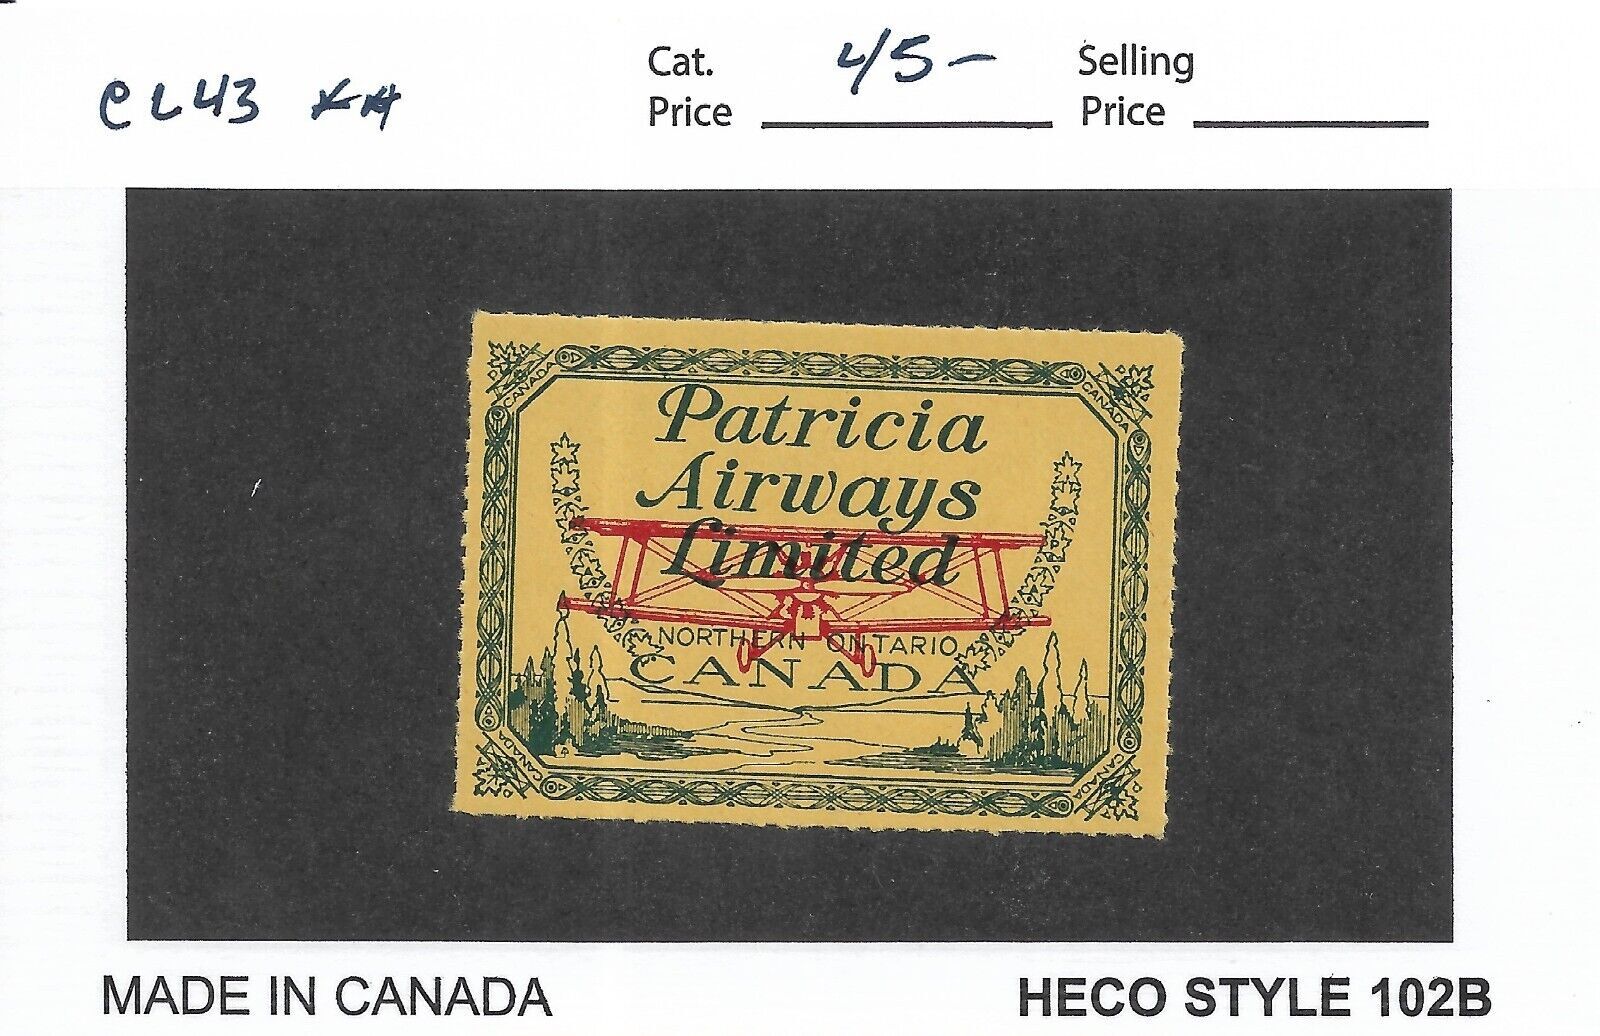 CL43 **
Cat. Price 45- Selling Price
CANADA
CANADA
Patricia
Airways
Limited
NORTHERN ONTARIO
CANADA
CANADA
CANADA
MADE IN CANADA
HECO STYLE 102B